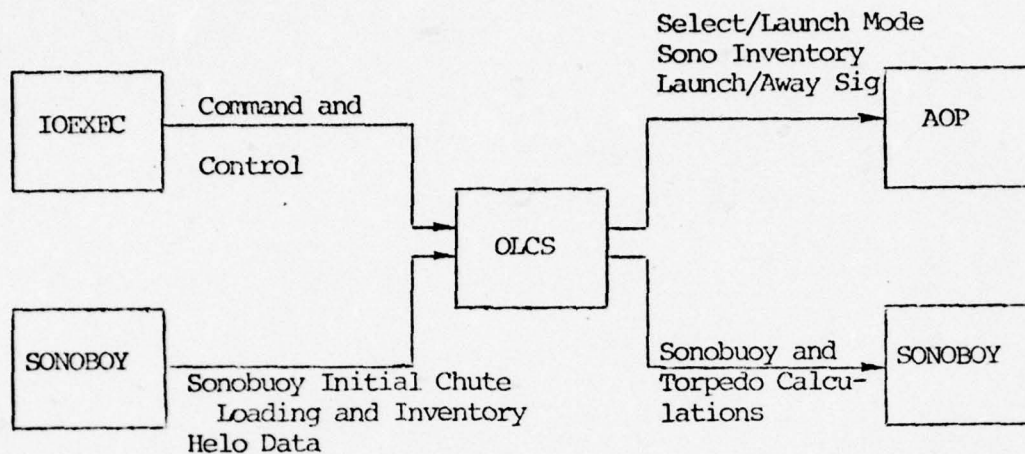 Select/Launch Mode
Sono Inventory
Launch/Away Sig
IOEXEC
Command and
Control
AOP
OLCS
SONOBOY
Sonobuoy Initial Chute
Loading and Inventory
Helo Data
Sonobuoy and
Torpedo Calcu-
lations
SONOBOY